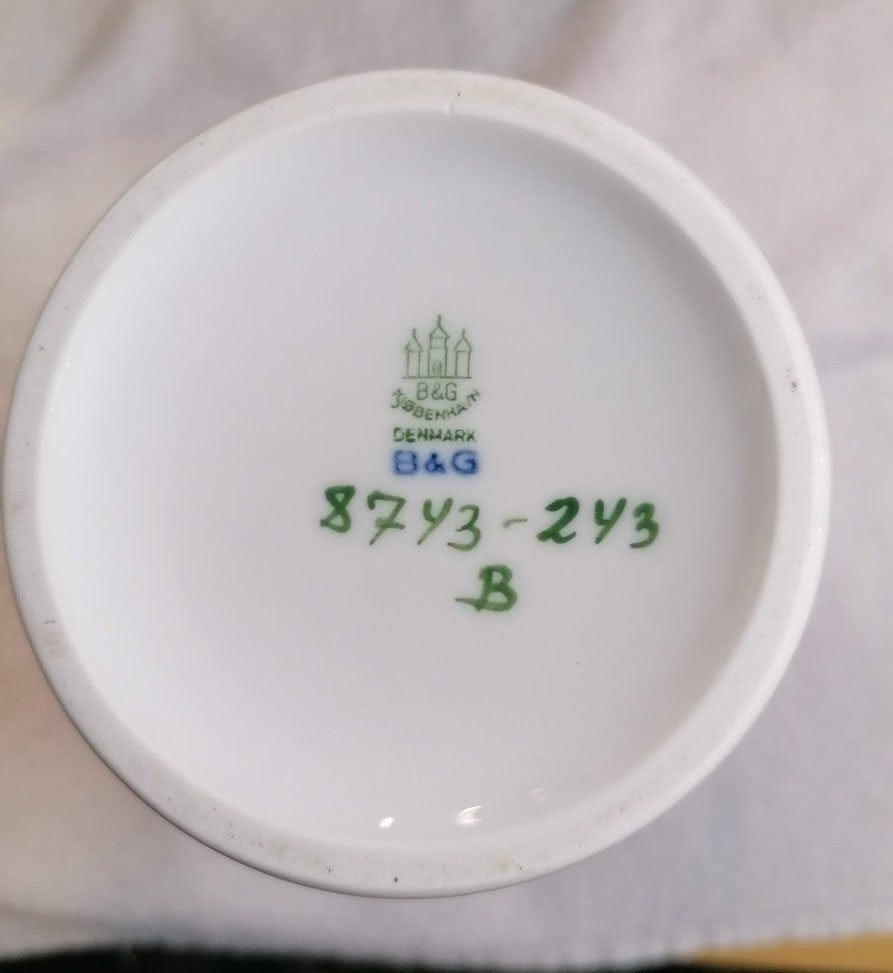 B&G
KJØBENHAVN
DENMARK
B&G
8743-243
B